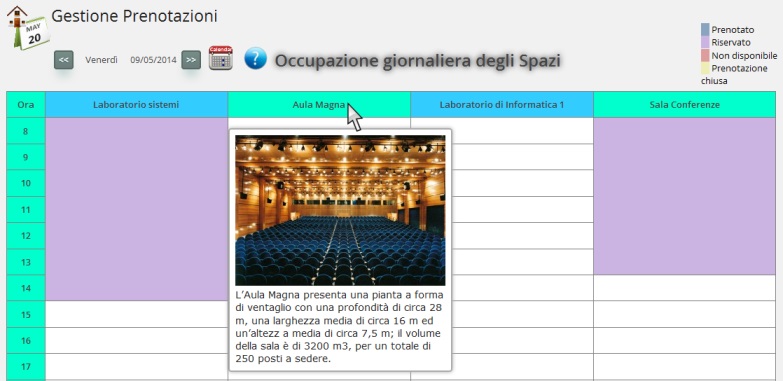 Gestione Prenotazioni
MAY
20
<< Venerdì 09/05/2014 >> Calendar ? Occupazione giornaliera degli Spazi
Prenotato
Riservato
Non disponibile
Prenotazione
chiusa
Ora Laboratorio sistemi Aula Magna Laboratorio di Informatica 1 Sala Conferenze
8
9
10
11
12
13
14
15
16
17
L'Aula Magna presenta una pianta a forma
di ventaglio con una profondità di circa 28
m, una larghezza media di circa 16 m ed
un'altezz a media di circa 7,5 m; il volume
della sala è di 3200 m3, per un totale di
250 posti a sedere.